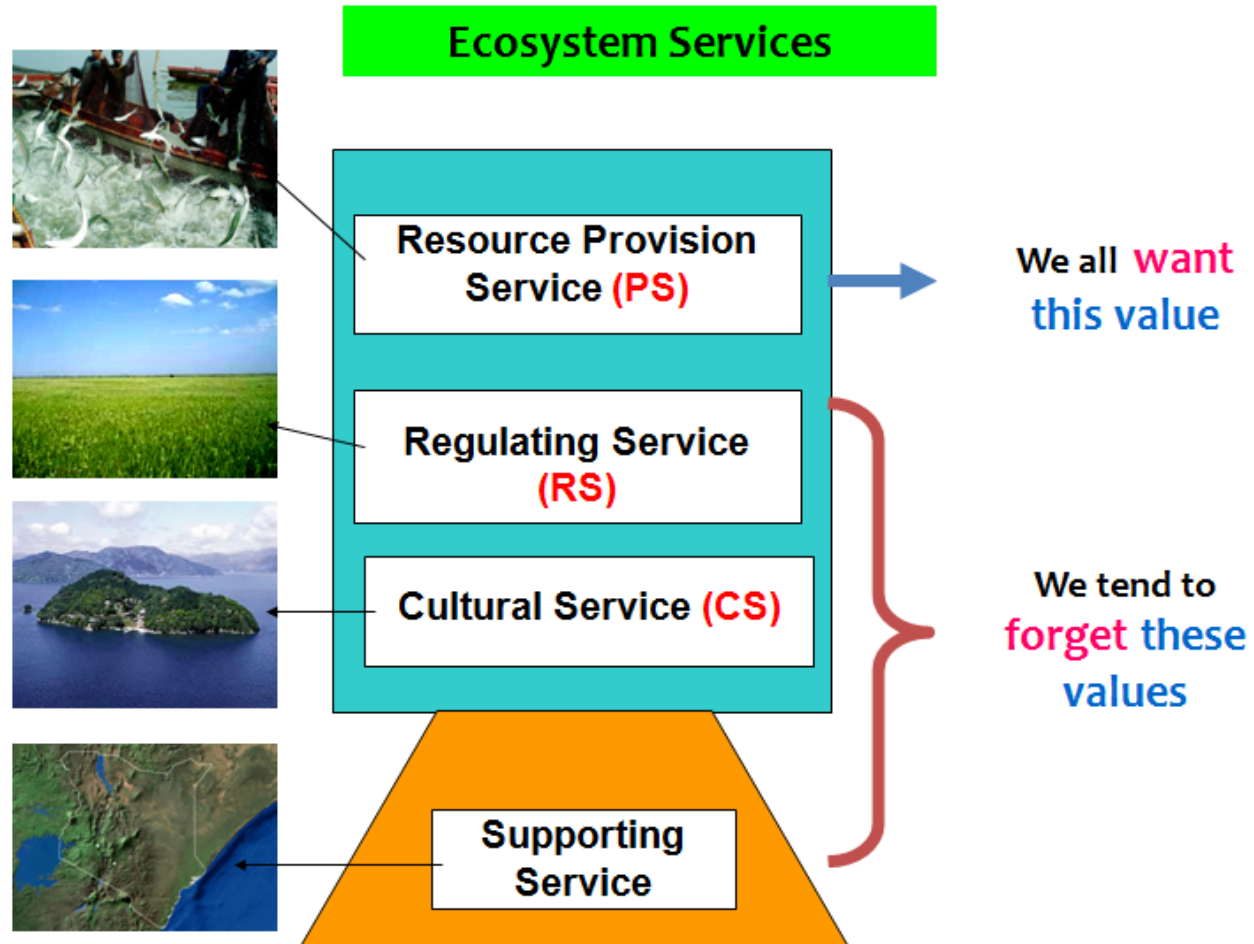 Ecosystem Services
Resource Provision
Service (PS)
We all want
this value
Regulating Service
(RS)
Cultural Service (CS)
We tend to
forget these
values
Supporting
Service